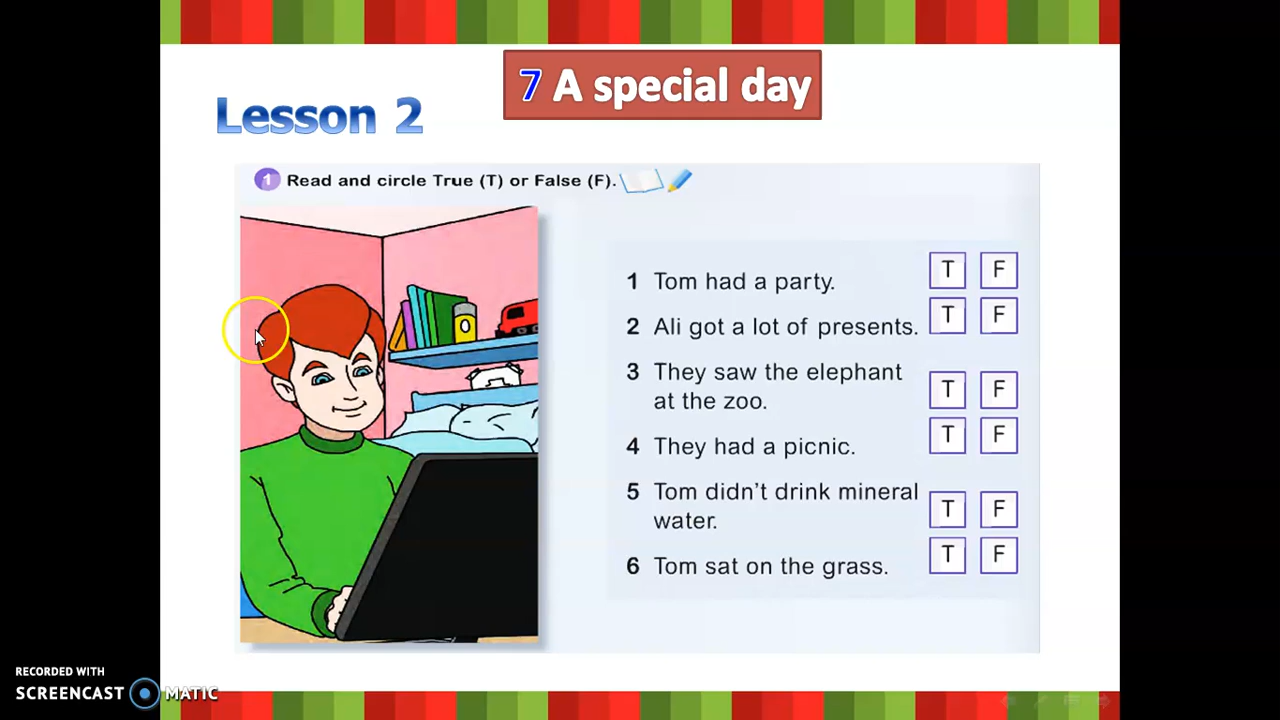 7 A special day
Lesson 2
1 Read and circle True (T) or False (F).
1 Tom had a party. T F
2 Ali got a lot of presents. T F
3 They saw the elephant
at the zoo. T F
4 They had a picnic. T F
5 Tom didn't drink mineral
water. T F
6 Tom sat on the grass. T F
RECORDED WITH
SCREENCAST MATIC